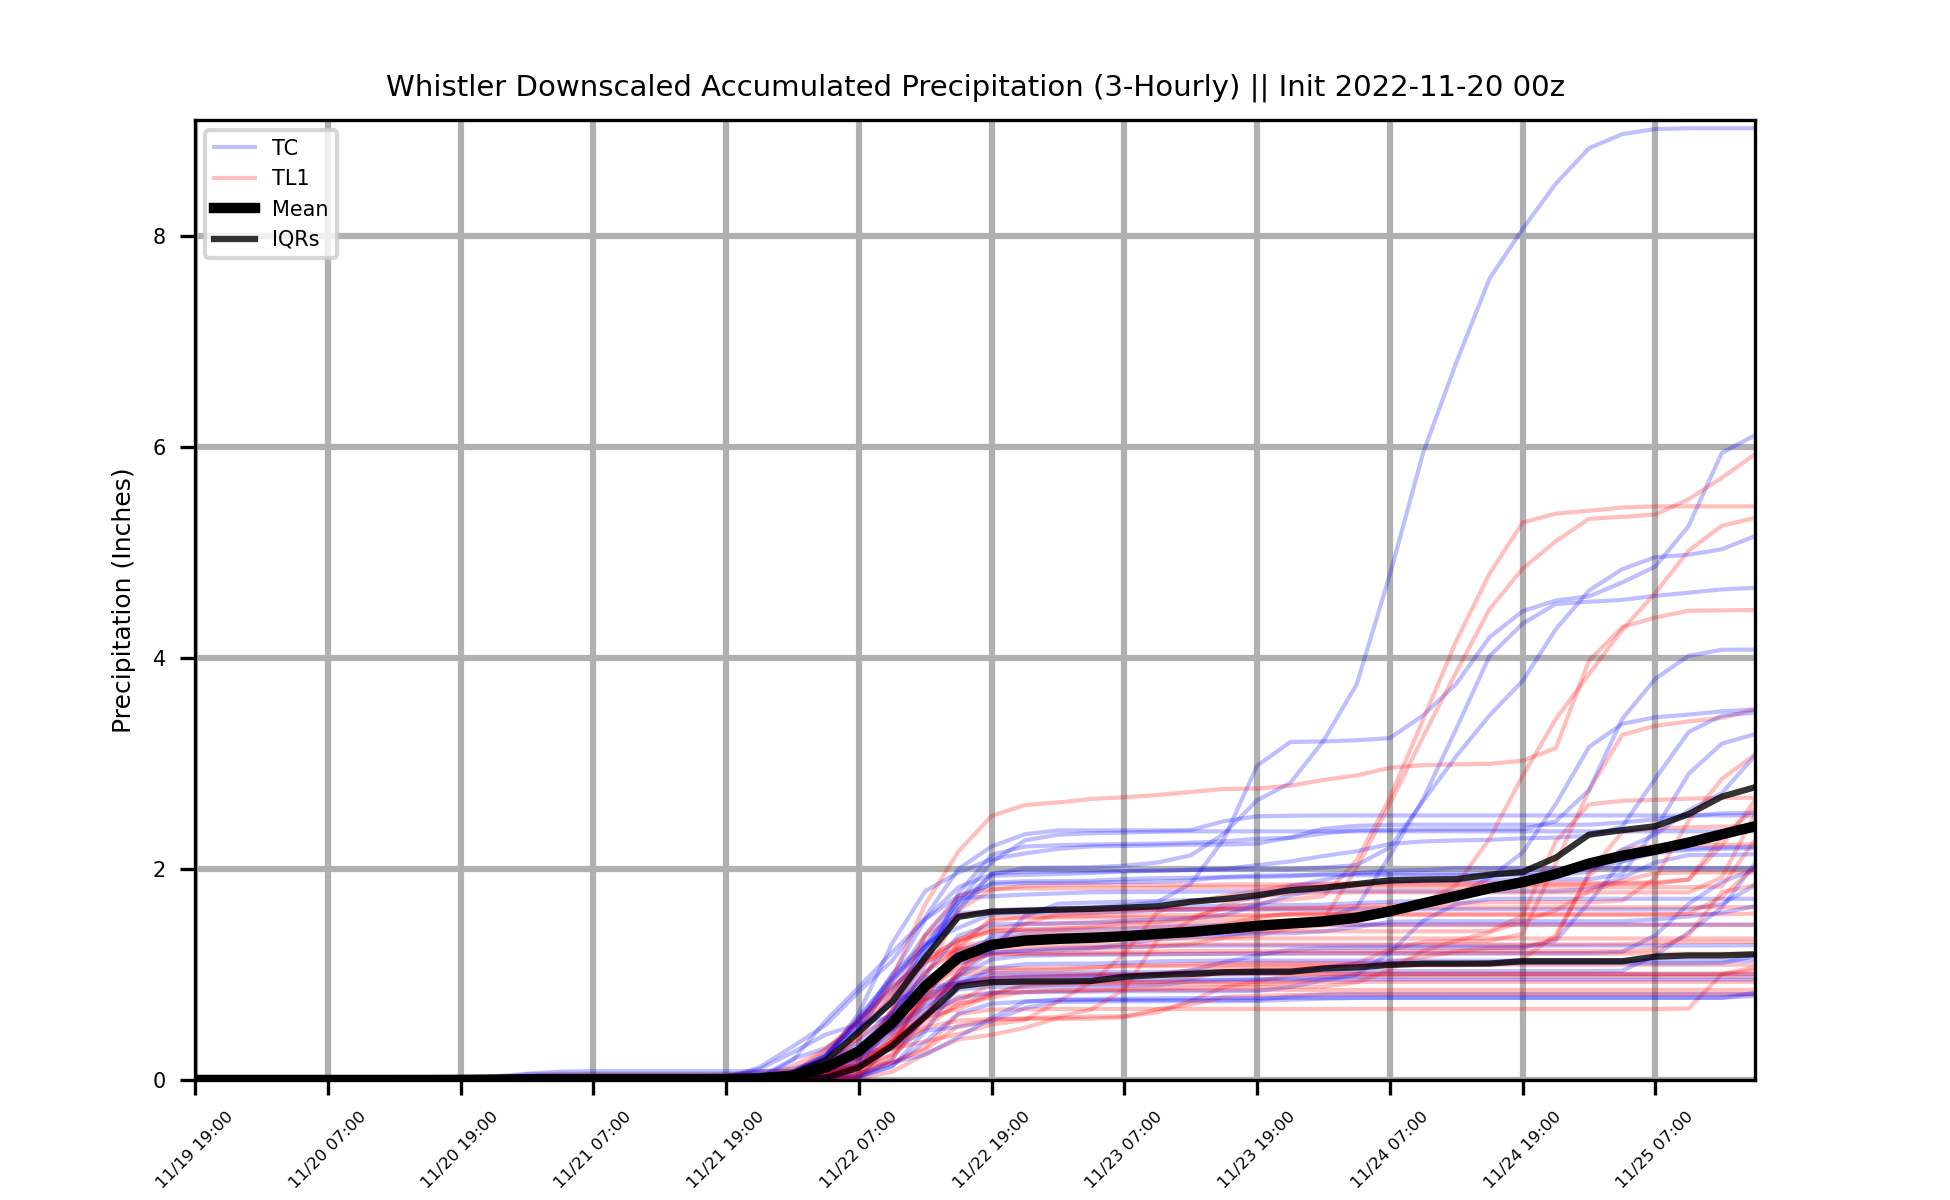 Whistler Downscaled Accumulated Precipitation (3-Hourly) || Init 2022-11-20 00z
TC
TL1
Mean
IQRs
Precipitation (Inches)
8
6
4
2
0
11/19 19:00
11/20 07:00
11/20 19:00
11/21 07:00
11/21 19:00
11/22 07:00
11/22 19:00
11/23 07:00
11/23 19:00
11/24 07:00
11/24 19:00
11/25 07:00